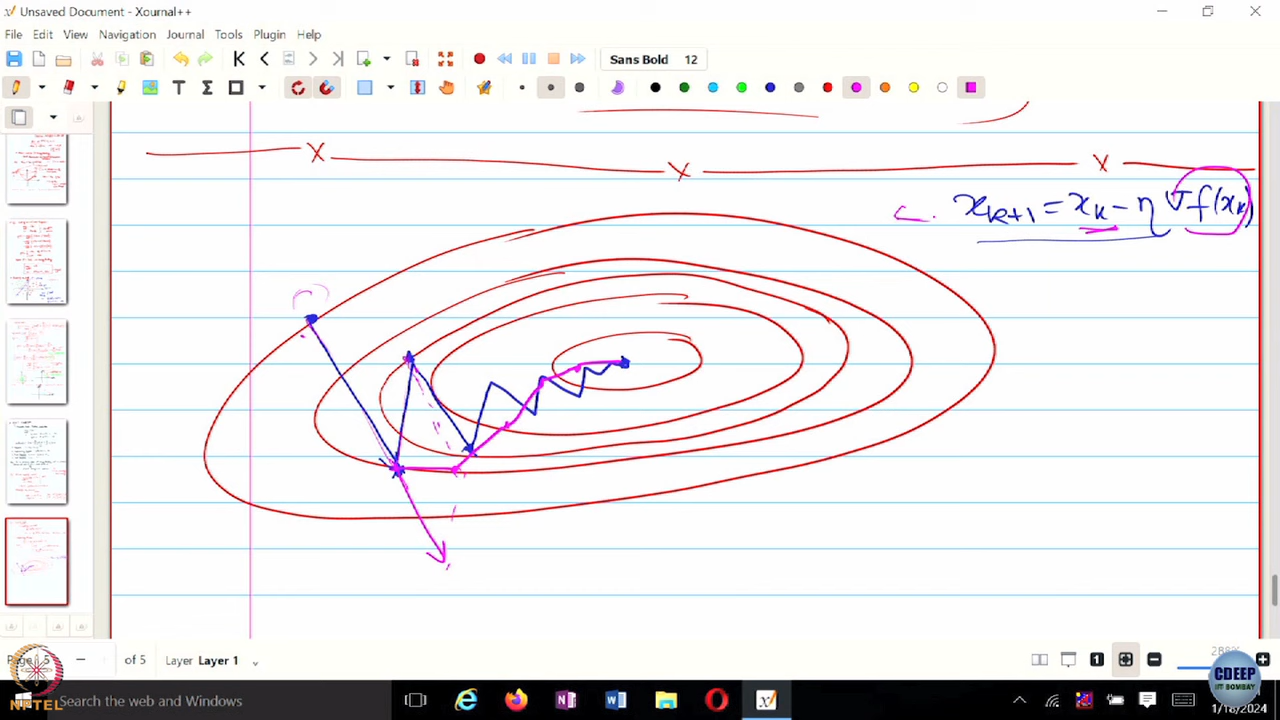 Unsaved Document - Xournal++
File Edit View Navigation Journal Tools Plugin Help
Sans Bold 12
x x x
x_{k+1} = x_k - η ∇f(x_k)
Page 5 of 5 Layer Layer 1
288%
Search the web and Windows
NPTEL
CDEEP
IIT BOMBAY
1/18/2024